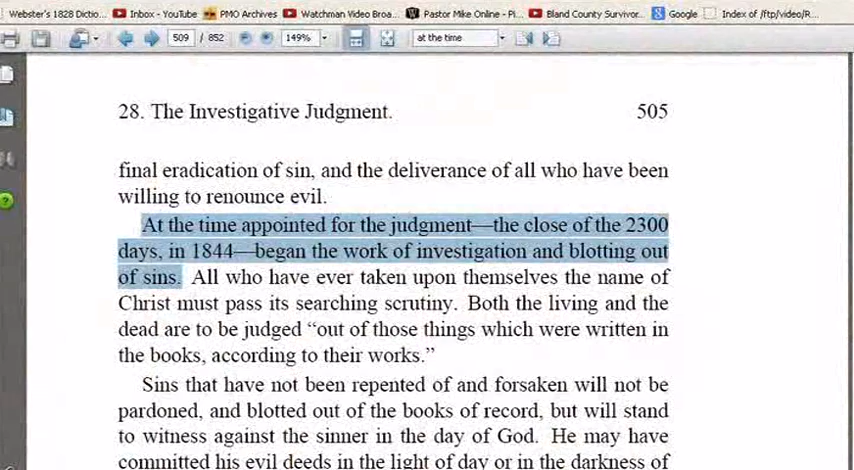 Webster's 1828 Dictio...
Inbox - YouTube
PMO Archives
Watchman Video Broa...
Pastor Mike Online - Pi...
Bland County Survivor...
Google
Index of /ftp/video/R...
509 / 852
149%
at the time
28. The Investigative Judgment.
505
final eradication of sin, and the deliverance of all who have been
willing to renounce evil.
At the time appointed for the judgment—the close of the 2300
days, in 1844—began the work of investigation and blotting out
of sins. All who have ever taken upon themselves the name of
Christ must pass its searching scrutiny. Both the living and the
dead are to be judged “out of those things which were written in
the books, according to their works.”
Sins that have not been repented of and forsaken will not be
pardoned, and blotted out of the books of record, but will stand
to witness against the sinner in the day of God. He may have
committed his evil deeds in the light of day or in the darkness of